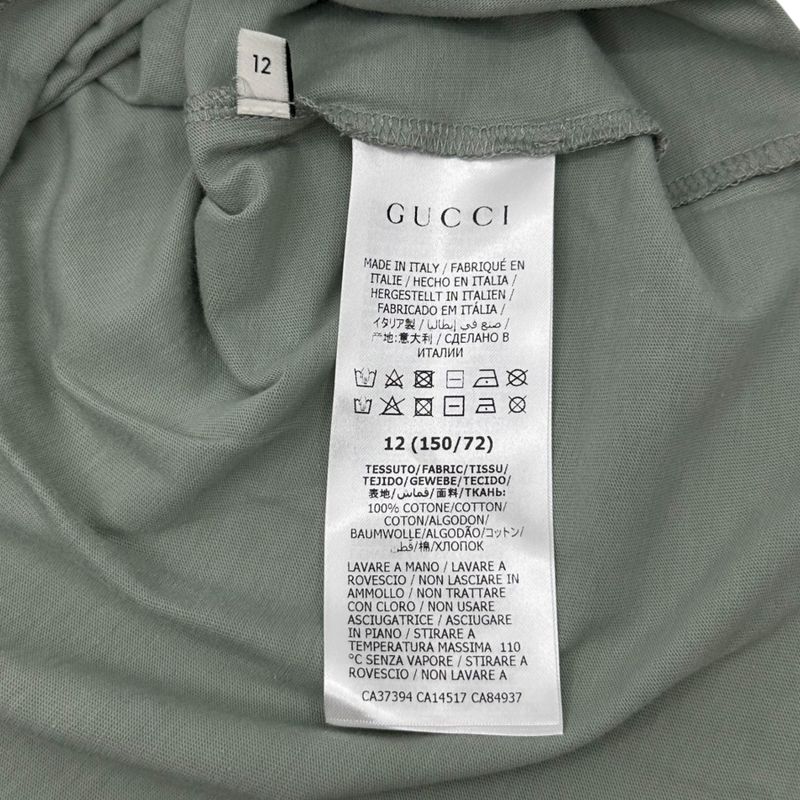 12
GUCCI
MADE IN ITALY / FABRIQUÉ EN
ITALIE / HECHO EN ITALIA /
HERGESTELLT IN ITALIEN /
FABRICADO EM ITÁLIA /
イタリア製 / صنع في إيطاليا /
产地:意大利 / СДЕЛАНО В
ИТАЛИИ
12 (150/72)
TESSUTO/FABRIC/TISSU/
TEJIDO/GEWEBE/TECIDO/
表地/قماش/面料/ТКАНЬ:
100% COTONE/COTTON/
COTON/ALGODON/
BAUMWOLLE/ALGODÃO/コットン/
قطن/棉/ХЛОПОК
LAVARE A MANO / LAVARE A
ROVESCIO / NON LASCIARE IN
AMMOLLO / NON TRATTARE
CON CLORO / NON USARE
ASCIUGATRICE / ASCIUGARE
IN PIANO / STIRARE A
TEMPERATURA MASSIMA 110
°C SENZA VAPORE / STIRARE A
ROVESCIO / NON LAVARE A
CA37394 CA14517 CA84937